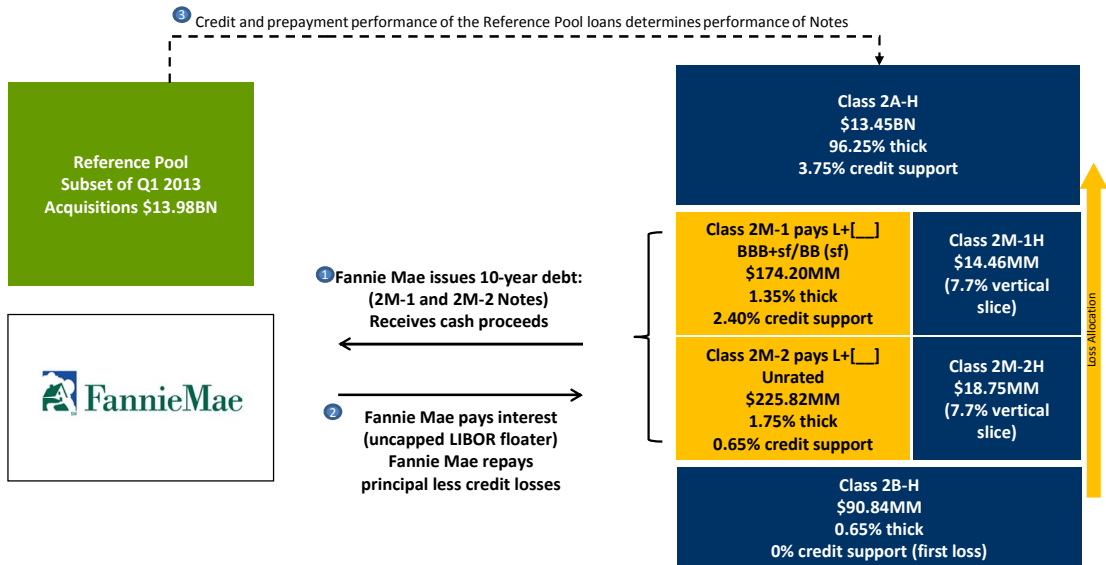 3 Credit and prepayment performance of the Reference Pool loans determines performance of Notes
Reference Pool
Subset of Q1 2013
Acquisitions $13.98BN
Class 2A-H
$13.45BN
96.25% thick
3.75% credit support
1 Fannie Mae issues 10-year debt:
(2M-1 and 2M-2 Notes)
Receives cash proceeds
Class 2M-1 pays L+[__]
BBB+sf/BB (sf)
$174.20MM
1.35% thick
2.40% credit support
Class 2M-1H
$14.46MM
(7.7% vertical
slice)
FannieMae
2 Fannie Mae pays interest
(uncapped LIBOR floater)
Fannie Mae repays
principal less credit losses
Class 2M-2 pays L+[__]
Unrated
$225.82MM
1.75% thick
0.65% credit support
Class 2M-2H
$18.75MM
(7.7% vertical
slice)
Class 2B-H
$90.84MM
0.65% thick
0% credit support (first loss)
Loss Allocation